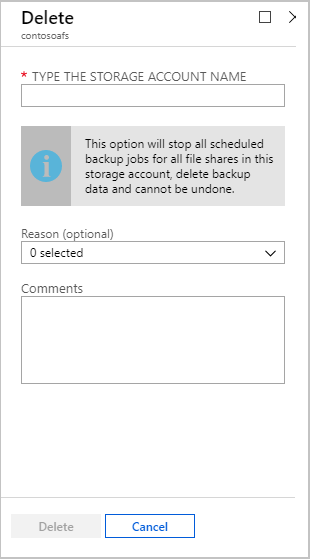 Delete
contosoafs
* TYPE THE STORAGE ACCOUNT NAME
This option will stop all scheduled
backup jobs for all file shares in this
storage account, delete backup
data and cannot be undone.
Reason (optional)
0 selected
Comments
Delete
Cancel